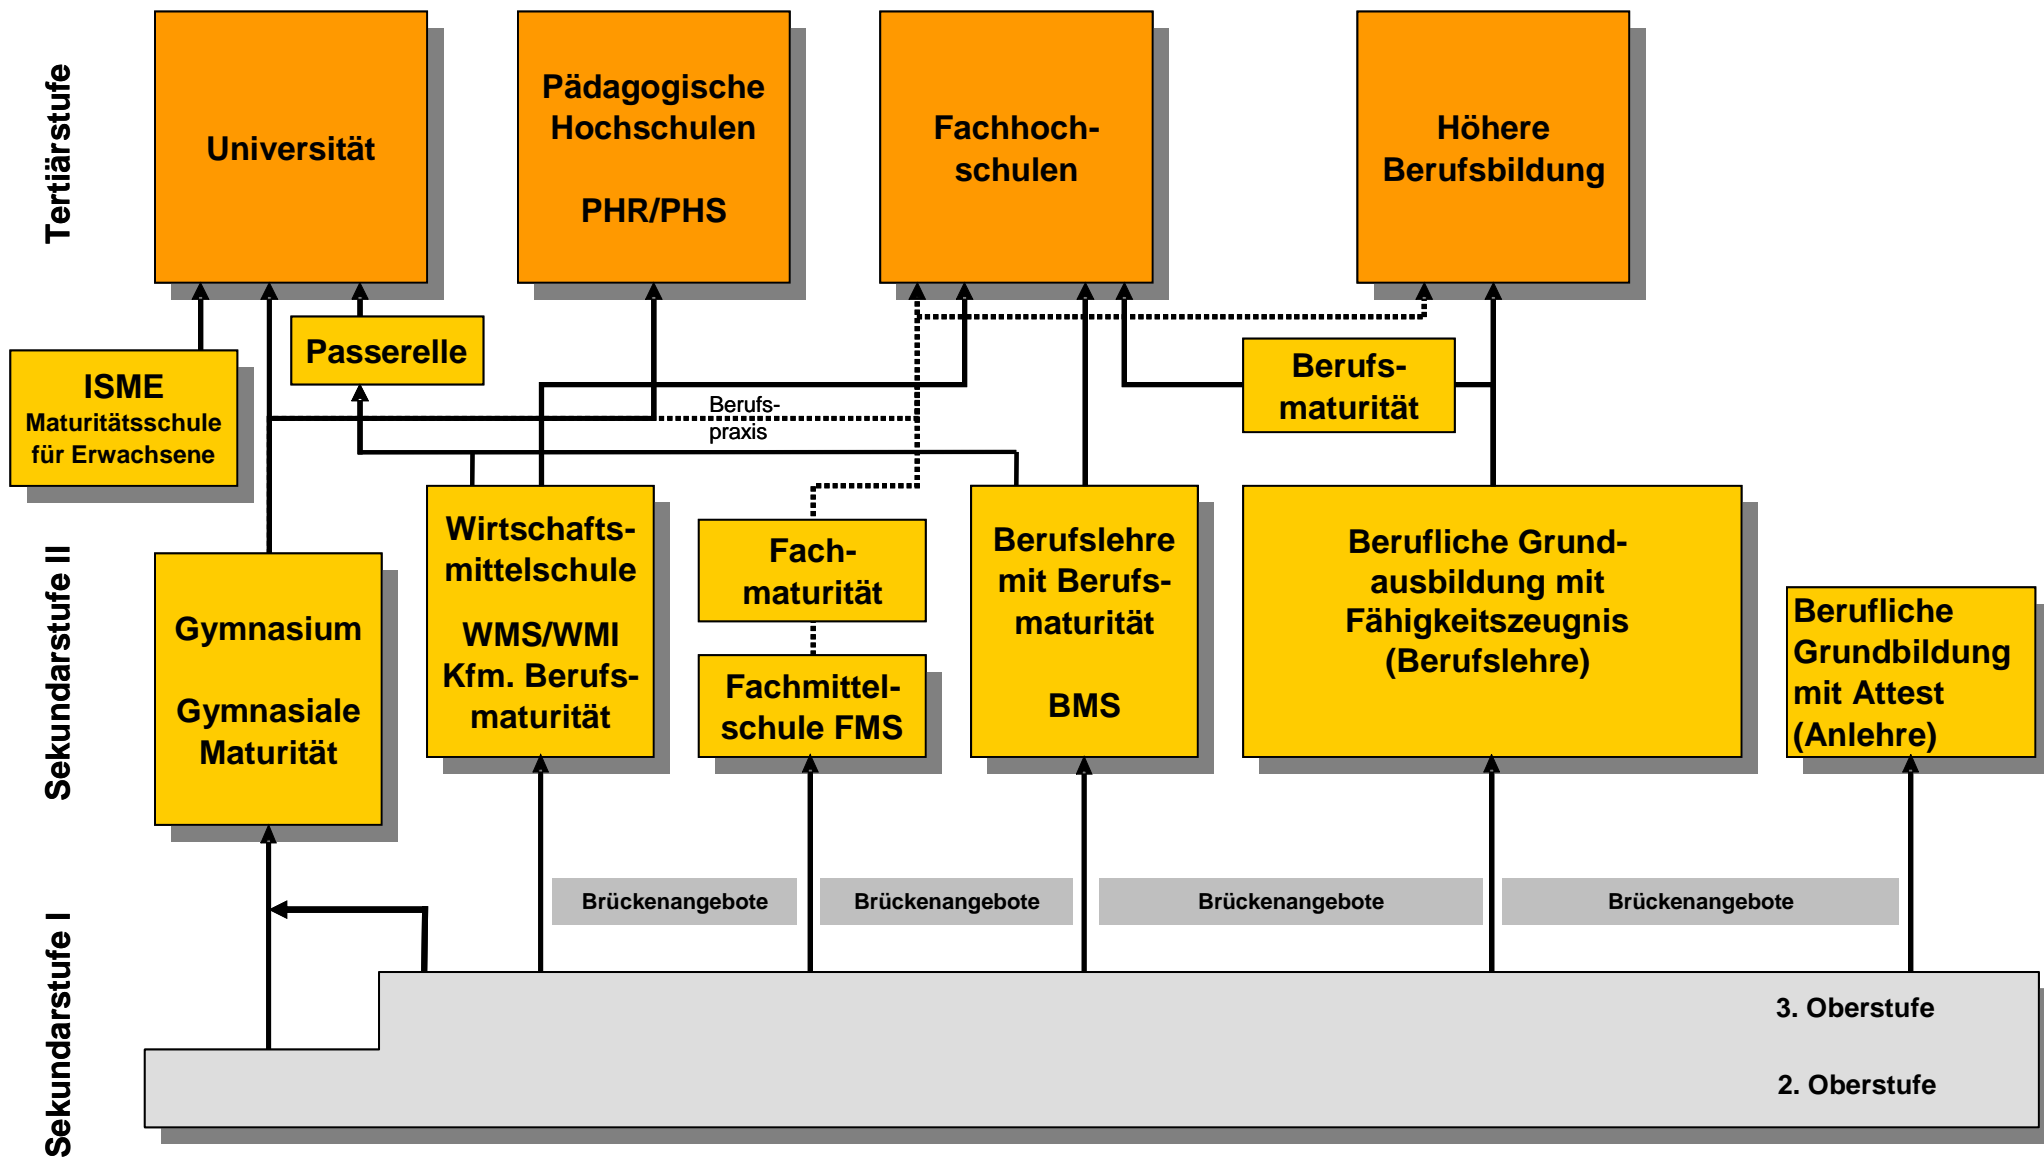 Tertiärstufe
Universität
Pädagogische
Hochschulen
PHR/PHS
Fachhoch-
schulen
Höhere
Berufsbildung
Passerelle
ISME
Maturitätsschule
für Erwachsene
Berufs-
praxis
Berufs-
maturität
Sekundarstufe II
Gymnasium
Gymnasiale
Maturität
Wirtschafts-
mittelschule
WMS/WMI
Kfm. Berufs-
maturität
Fach-
maturität
Fachmittel-
schule FMS
Berufslehre
mit Berufs-
maturität
BMS
Berufliche Grund-
ausbildung mit
Fähigkeitszeugnis
(Berufslehre)
Berufliche
Grundbildung
mit Attest
(Anlehre)
Brückenangebote
Brückenangebote
Brückenangebote
Brückenangebote
Sekundarstufe I
3. Oberstufe
2. Oberstufe